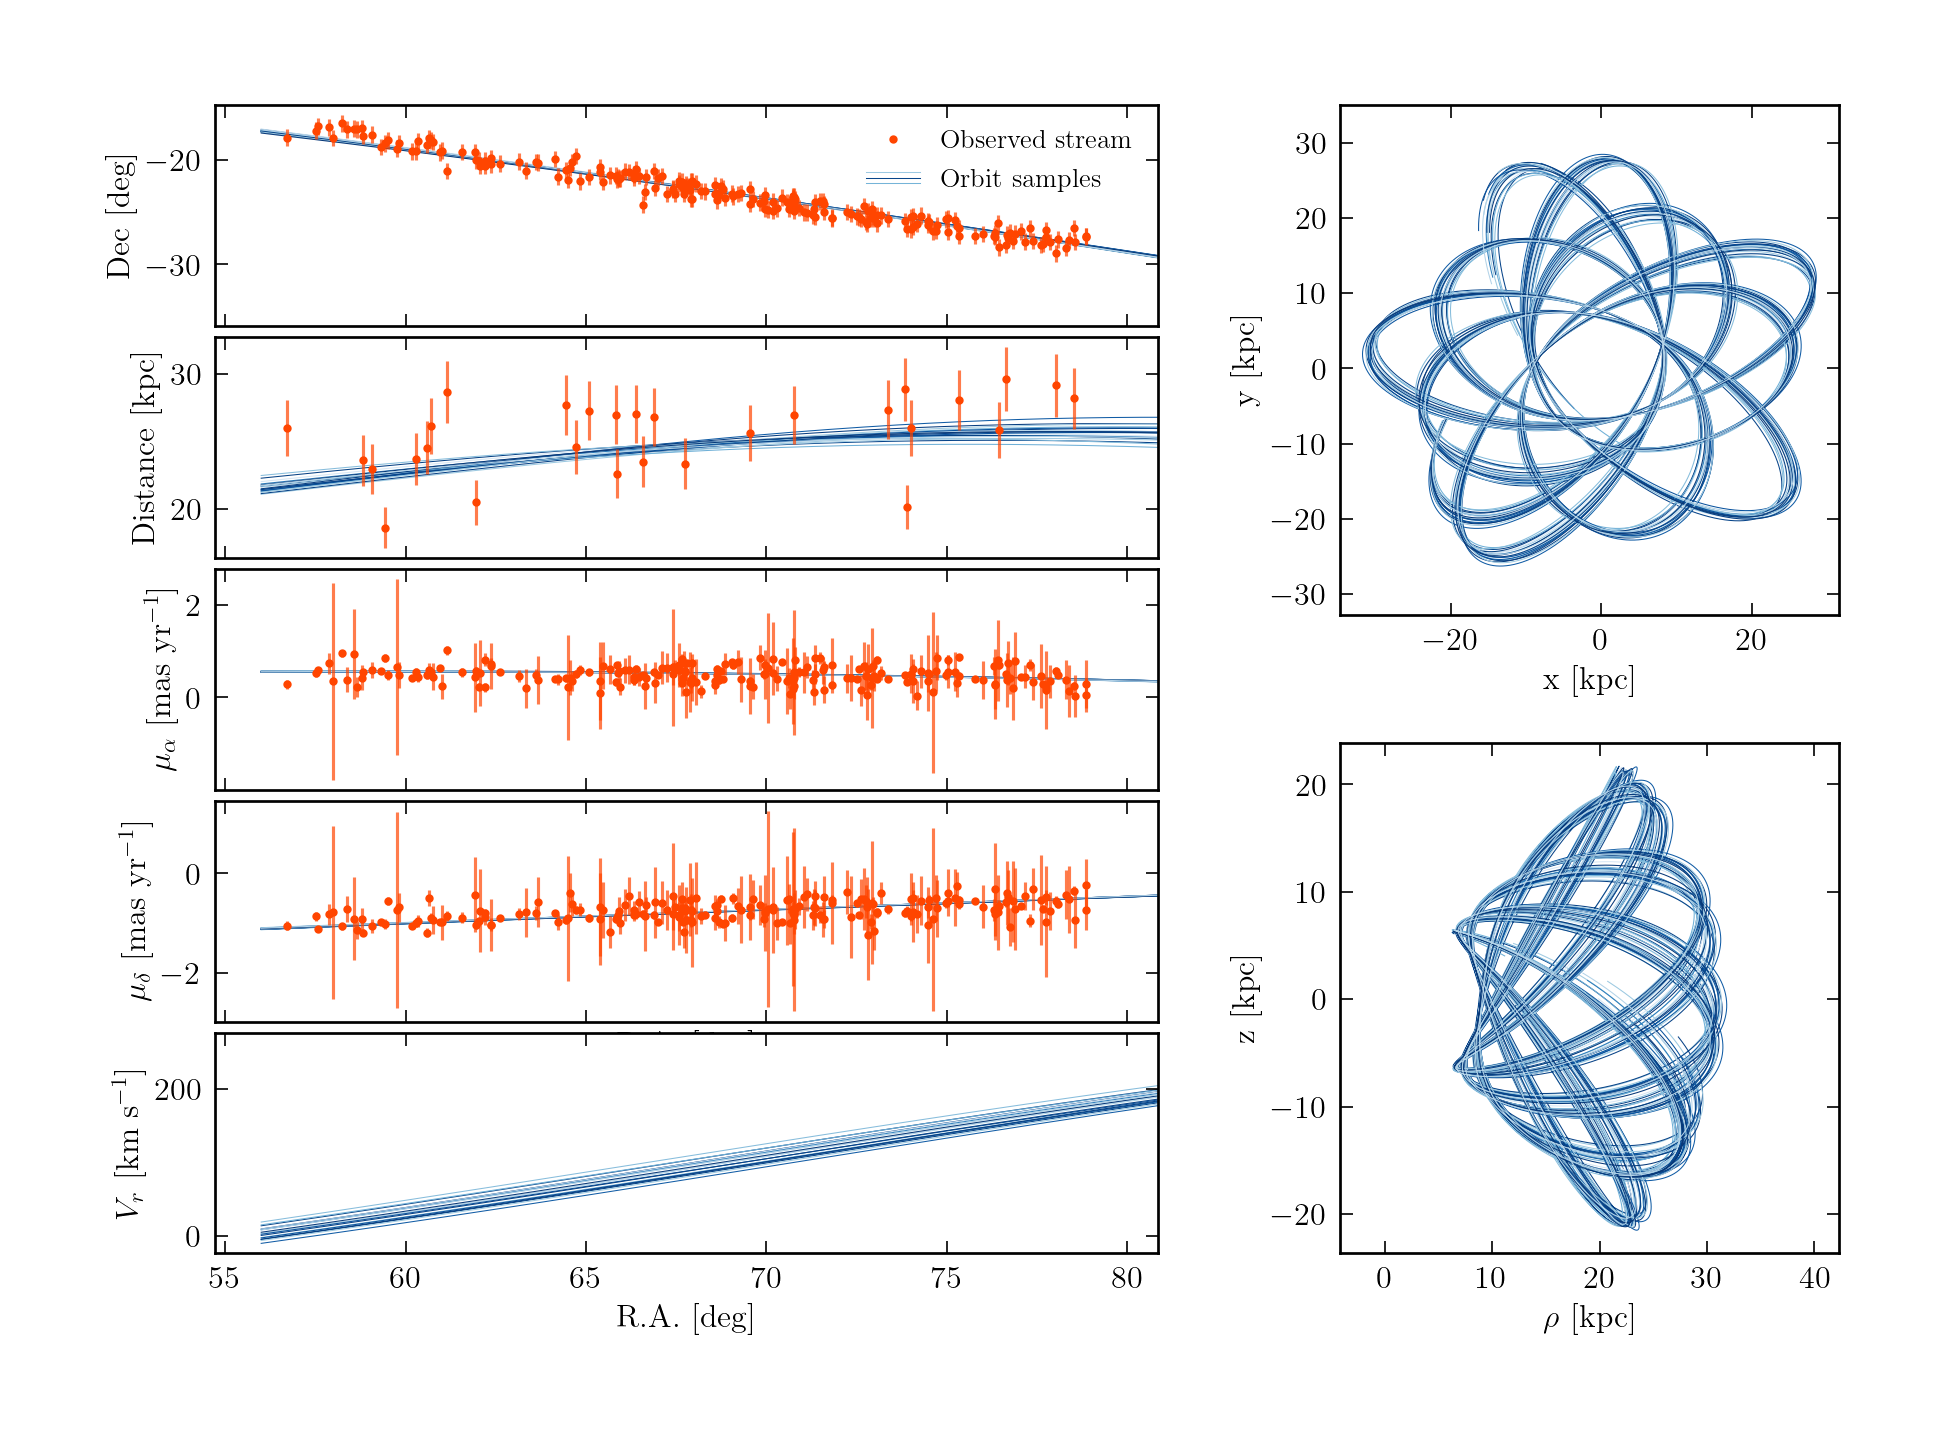 Dec [deg]
−20
−30
Observed stream
Orbit samples
Distance [kpc]
30
20
μα [mas yr−1]
2
0
μδ [mas yr−1]
0
−2
Vr [km s−1]
200
0
55 60 65 70 75 80
R.A. [deg]
y [kpc]
30
20
10
0
−10
−20
−30
−20 0 20
x [kpc]
z [kpc]
20
10
0
−10
−20
0 10 20 30 40
ρ [kpc]